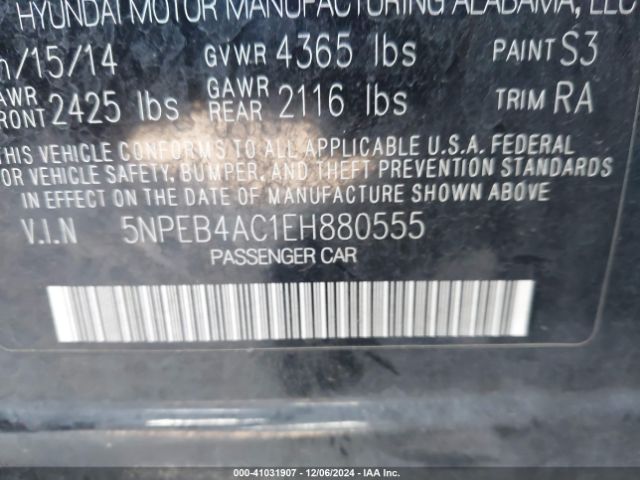 HYUNDAI MOTOR MANUFACTURING ALABAMA, LLC
/15/14 GVWR 4365 lbs PAINT S3
AWR FRONT 2425 lbs GAWR REAR 2116 lbs TRIM RA
THIS VEHICLE CONFORMS TO ALL APPLICABLE U.S.A. FEDERAL
OR VEHICLE SAFETY, BUMPER, AND THEFT PREVENTION STANDARDS
IN EFFECT ON THE DATE OF MANUFACTURE SHOWN ABOVE
V.I.N 5NPEB4AC1EH880555
PASSENGER CAR
000-41031907 - 12/06/2024 - IAA Inc.